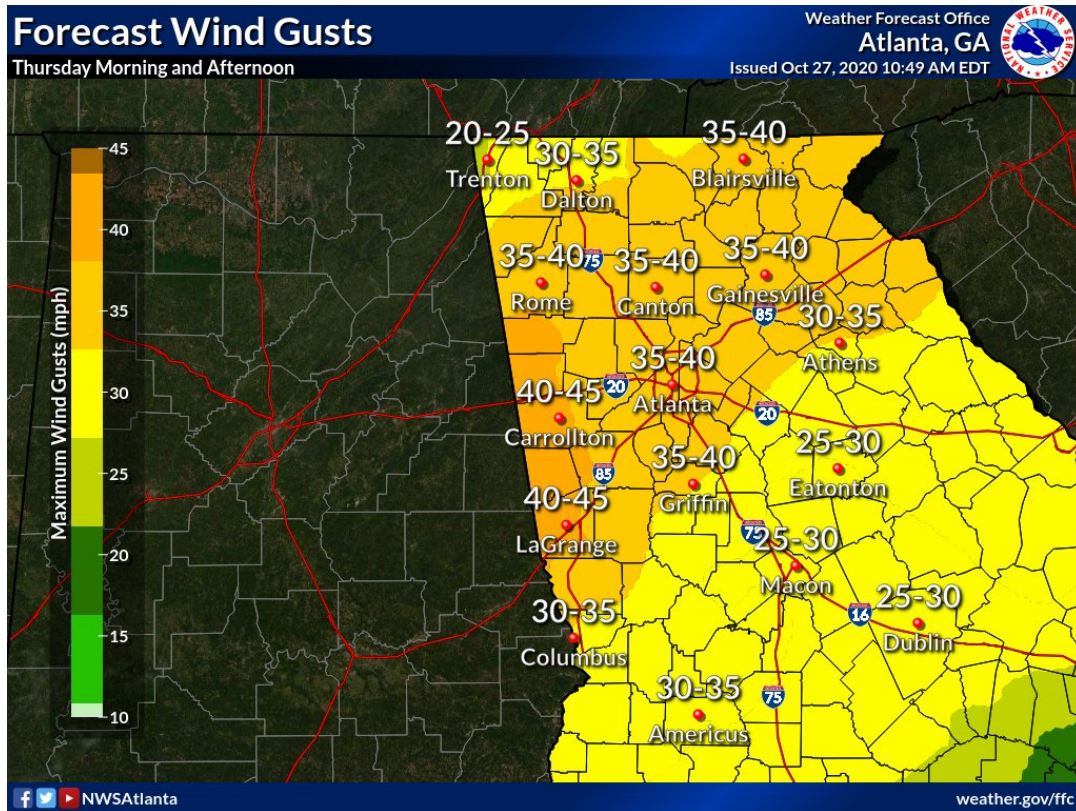 Forecast Wind Gusts
Thursday Morning and Afternoon
Weather Forecast Office
Atlanta, GA
Issued Oct 27, 2020 10:49 AM EDT
NATIONAL WEATHER SERVICE
Maximum Wind Gusts (mph)
45
40
35
30
25
20
15
10
20-25
Trenton
30-35
Dalton
35-40
Blairsville
35-40
Rome
75
35-40
Canton
35-40
Gainesville
85
30-35
Athens
40-45
Carrollton
20
35-40
Atlanta
20
85
35-40
Griffin
25-30
Eatonton
40-45
LaGrange
75
25-30
Macon
30-35
Columbus
16
25-30
Dublin
30-35
Americus
75
NWSAtlanta
weather.gov/ffc